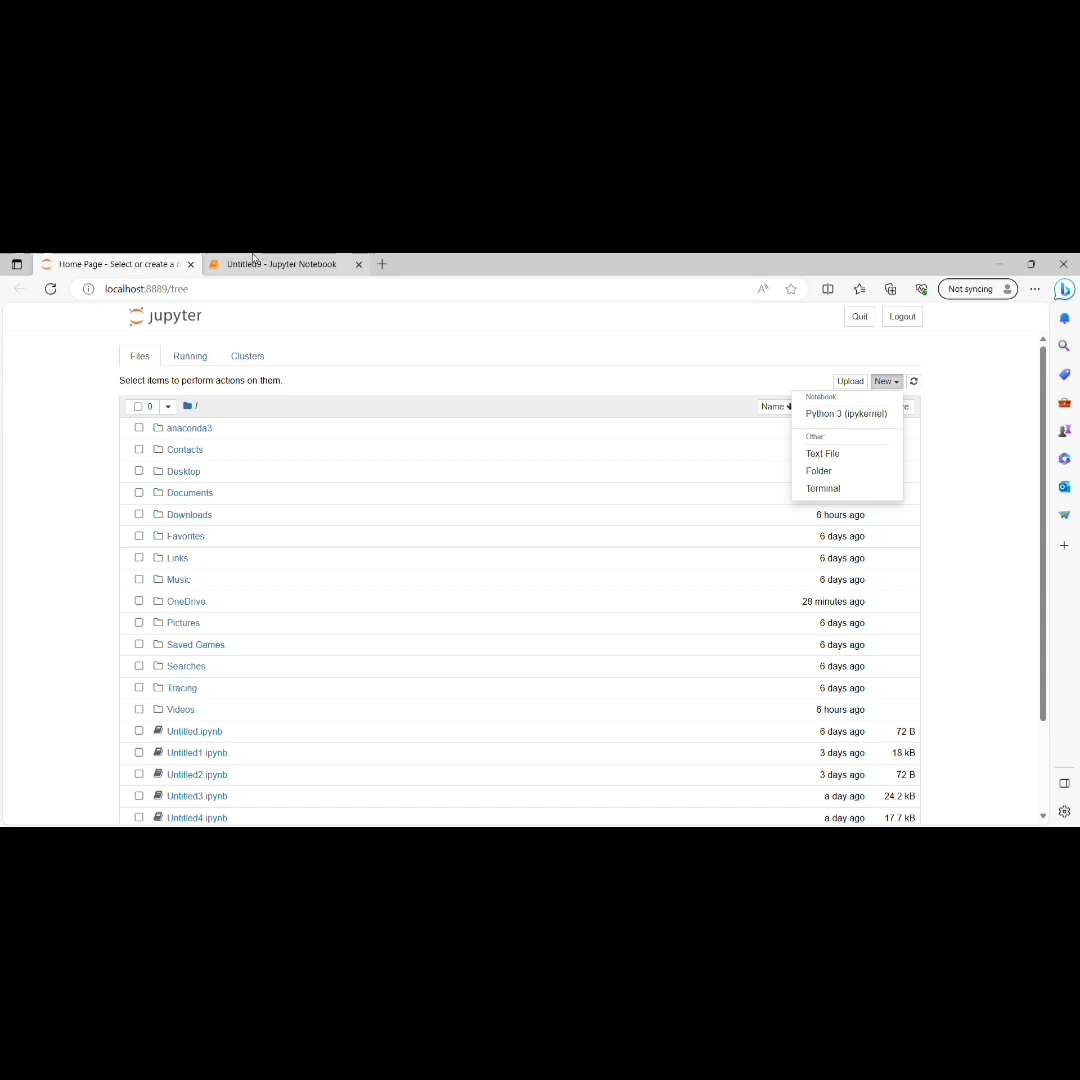 Home Page - Select or create a n
Untitled9 - Jupyter Notebook
localhost:8889/tree
Not syncing
jupyter
Quit
Logout
Files
Running
Clusters
Select items to perform actions on them.
Upload
New
0
/
Name
Notebook:
Python 3 (ipykernel)
Other:
Text File
Folder
Terminal
anaconda3
Contacts
Desktop
Documents
Downloads 6 hours ago
Favorites 6 days ago
Links 6 days ago
Music 6 days ago
OneDrive 28 minutes ago
Pictures 6 days ago
Saved Games 6 days ago
Searches 6 days ago
Tracing 6 days ago
Videos 6 hours ago
Untitled.ipynb 6 days ago 72 B
Untitled1.ipynb 3 days ago 18 kB
Untitled2.ipynb 3 days ago 72 B
Untitled3.ipynb a day ago 24.2 kB
Untitled4.ipynb a day ago 17.7 kB